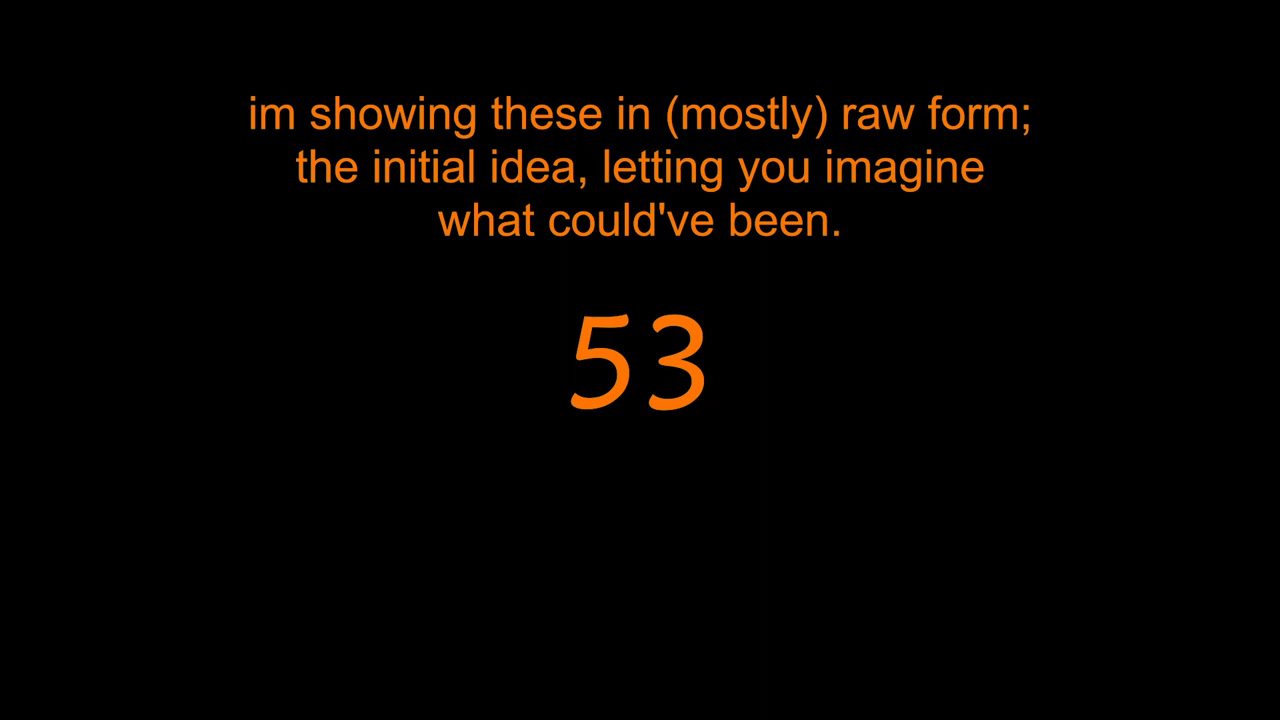 im showing these in (mostly) raw form;
the initial idea, letting you imagine
what could've been.
53